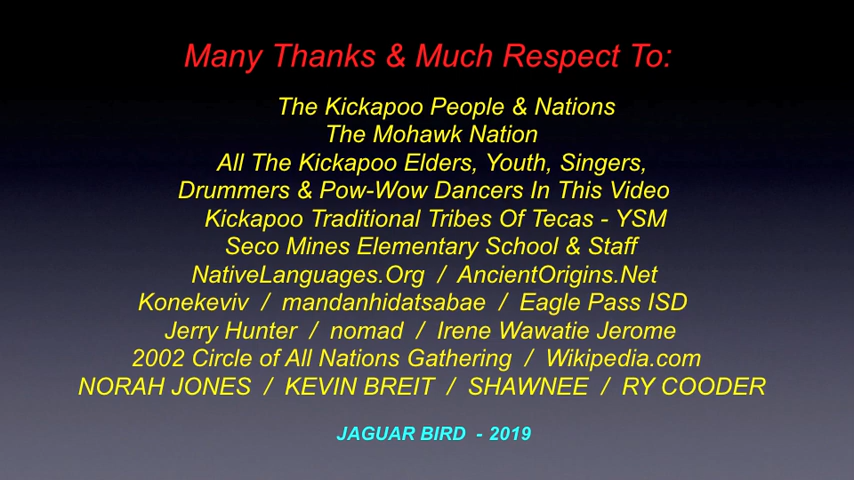 Many Thanks & Much Respect To:
The Kickapoo People & Nations
The Mohawk Nation
All The Kickapoo Elders, Youth, Singers,
Drummers & Pow-Wow Dancers In This Video
Kickapoo Traditional Tribes Of Tecas - YSM
Seco Mines Elementary School & Staff
NativeLanguages.Org / AncientOrigins.Net
Konekeviv / mandanhidatsabae / Eagle Pass ISD
Jerry Hunter / nomad / Irene Wawatie Jerome
2002 Circle of All Nations Gathering / Wikipedia.com
NORAH JONES / KEVIN BREIT / SHAWNEE / RY COODER
JAGUAR BIRD - 2019